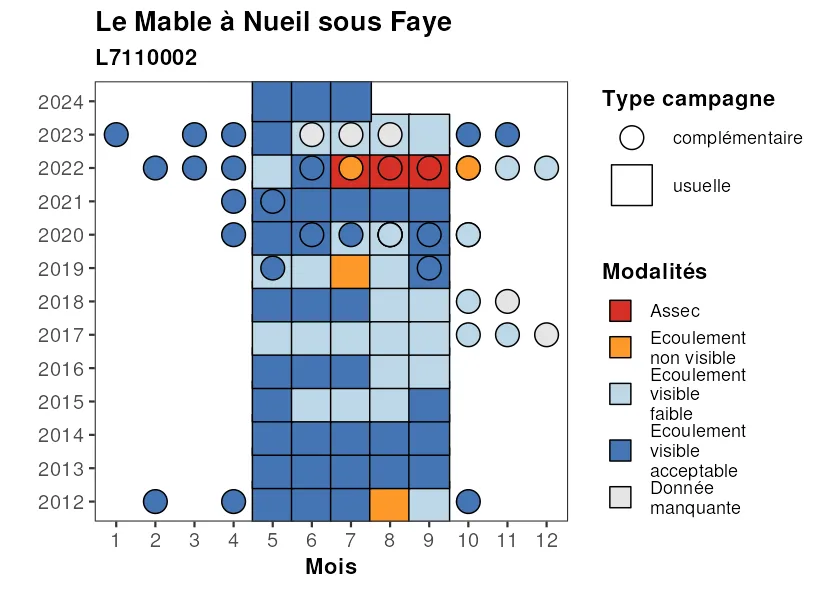 Le Mable à Nueil sous Faye
L7110002
2024
2023
2022
2021
2020
2019
2018
2017
2016
2015
2014
2013
2012
1 2 3 4 5 6 7 8 9 10 11 12
Mois
Type campagne
complémentaire
usuelle
Modalités
Assec
Ecoulement
non visible
Ecoulement
visible
faible
Ecoulement
visible
acceptable
Donnée
manquante